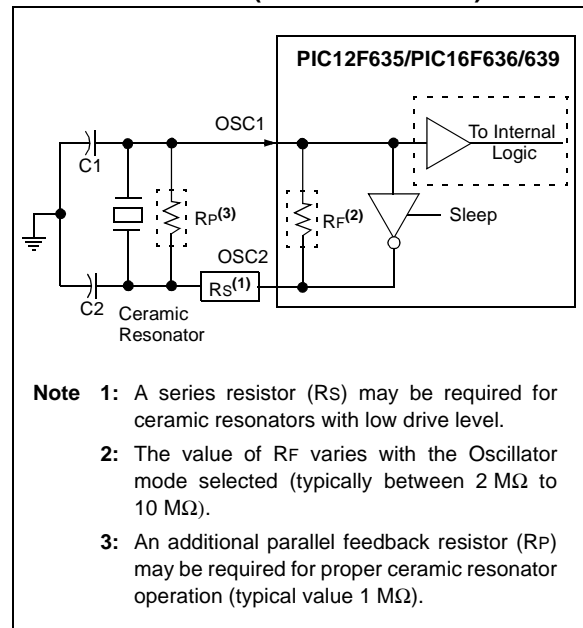 PIC12F635/PIC16F636/639
OSC1
To Internal
Logic
C1
RP(3)
RF(2)
Sleep
OSC2
RS(1)
C2
Ceramic
Resonator
Note 1: A series resistor (RS) may be required for
ceramic resonators with low drive level.
2: The value of RF varies with the Oscillator
mode selected (typically between 2 MΩ to
10 MΩ).
3: An additional parallel feedback resistor (RP)
may be required for proper ceramic resonator
operation (typical value 1 MΩ).